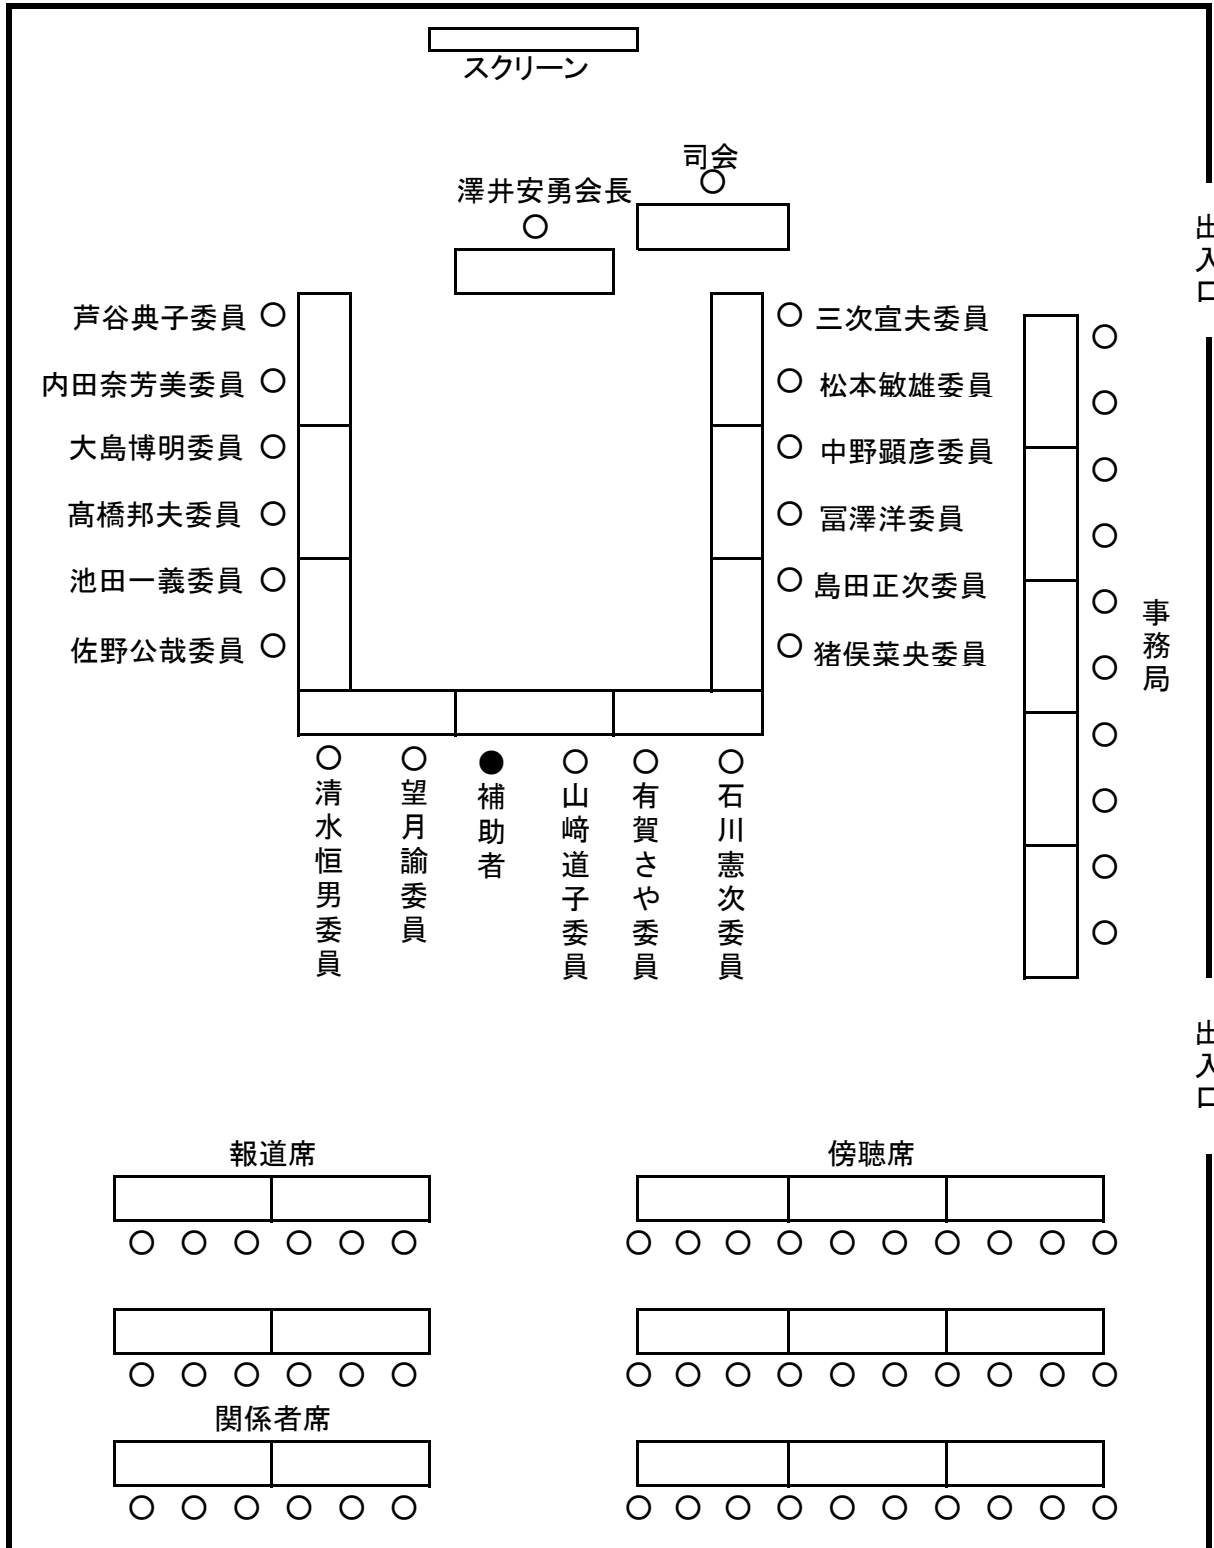 スクリーン
司会
澤井安勇会長
出入口
芦谷典子委員
三次宣夫委員
内田奈芳美委員
松本敏雄委員
大島博明委員
中野顕彦委員
髙橋邦夫委員
冨澤洋委員
池田一義委員
島田正次委員
事務局
佐野公哉委員
猪俣菜央委員
清水恒男委員
望月諭委員
補助者
山﨑道子委員
有賀さや委員
石川憲次委員
出入口
報道席
傍聴席
関係者席